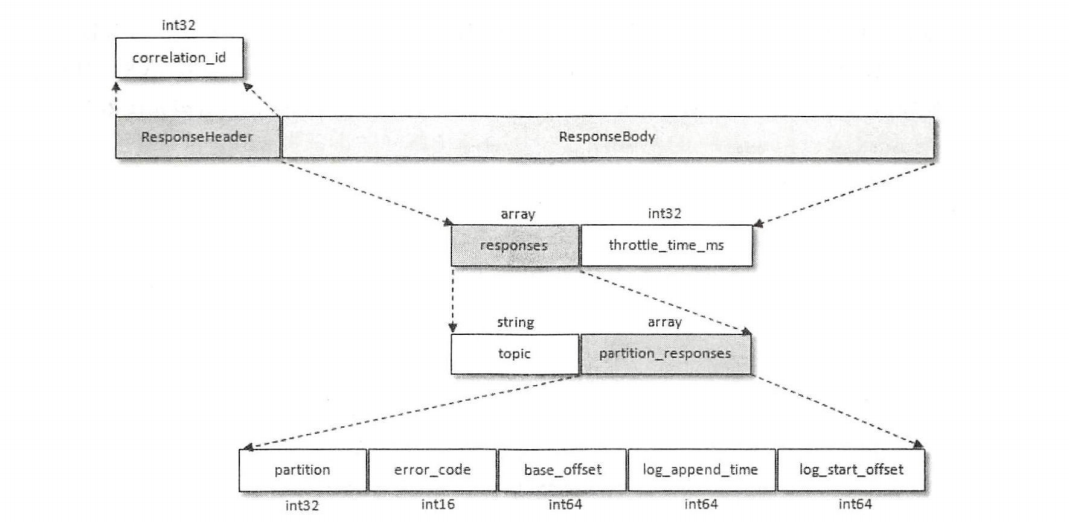 int32
correlation_id
ResponseHeader ResponseBody
array int32
responses throttle_time_ms
string array
topic partition_responses
partition error_code base_offset log_append_time log_start_offset
int32 int16 int64 int64 int64